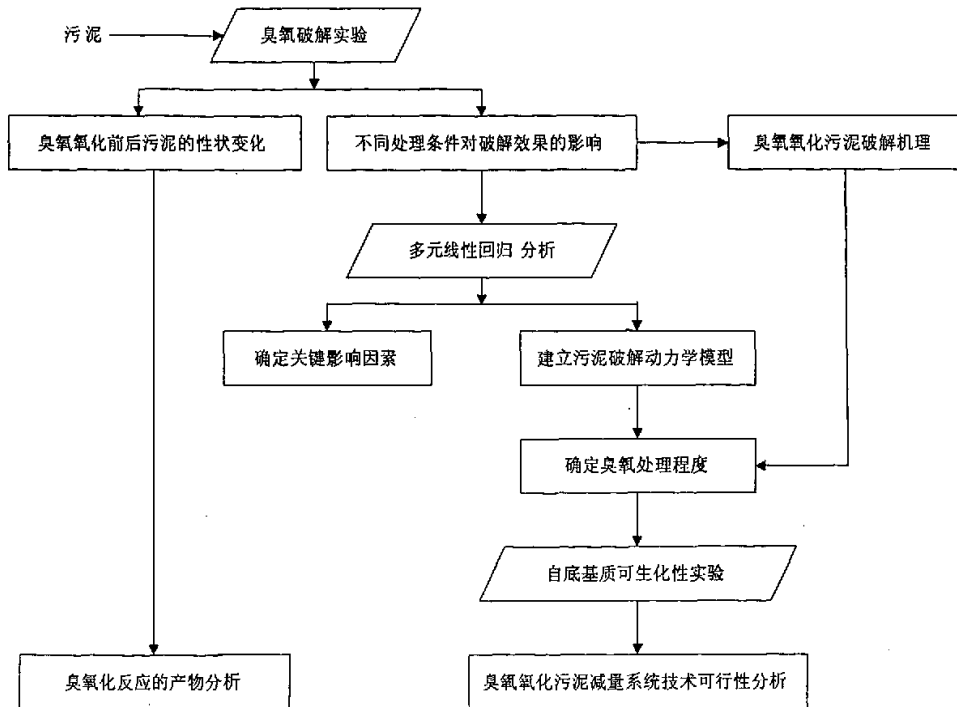 污泥
臭氧破解实验
臭氧氧化前后污泥的性状变化
不同处理条件对破解效果的影响
臭氧氧化污泥破解机理
多元线性回归 分析
确定关键影响因素
建立污泥破解动力学模型
确定臭氧处理程度
自底基质可生化性实验
臭氧化反应的产物分析
臭氧氧化污泥减量系统技术可行性分析